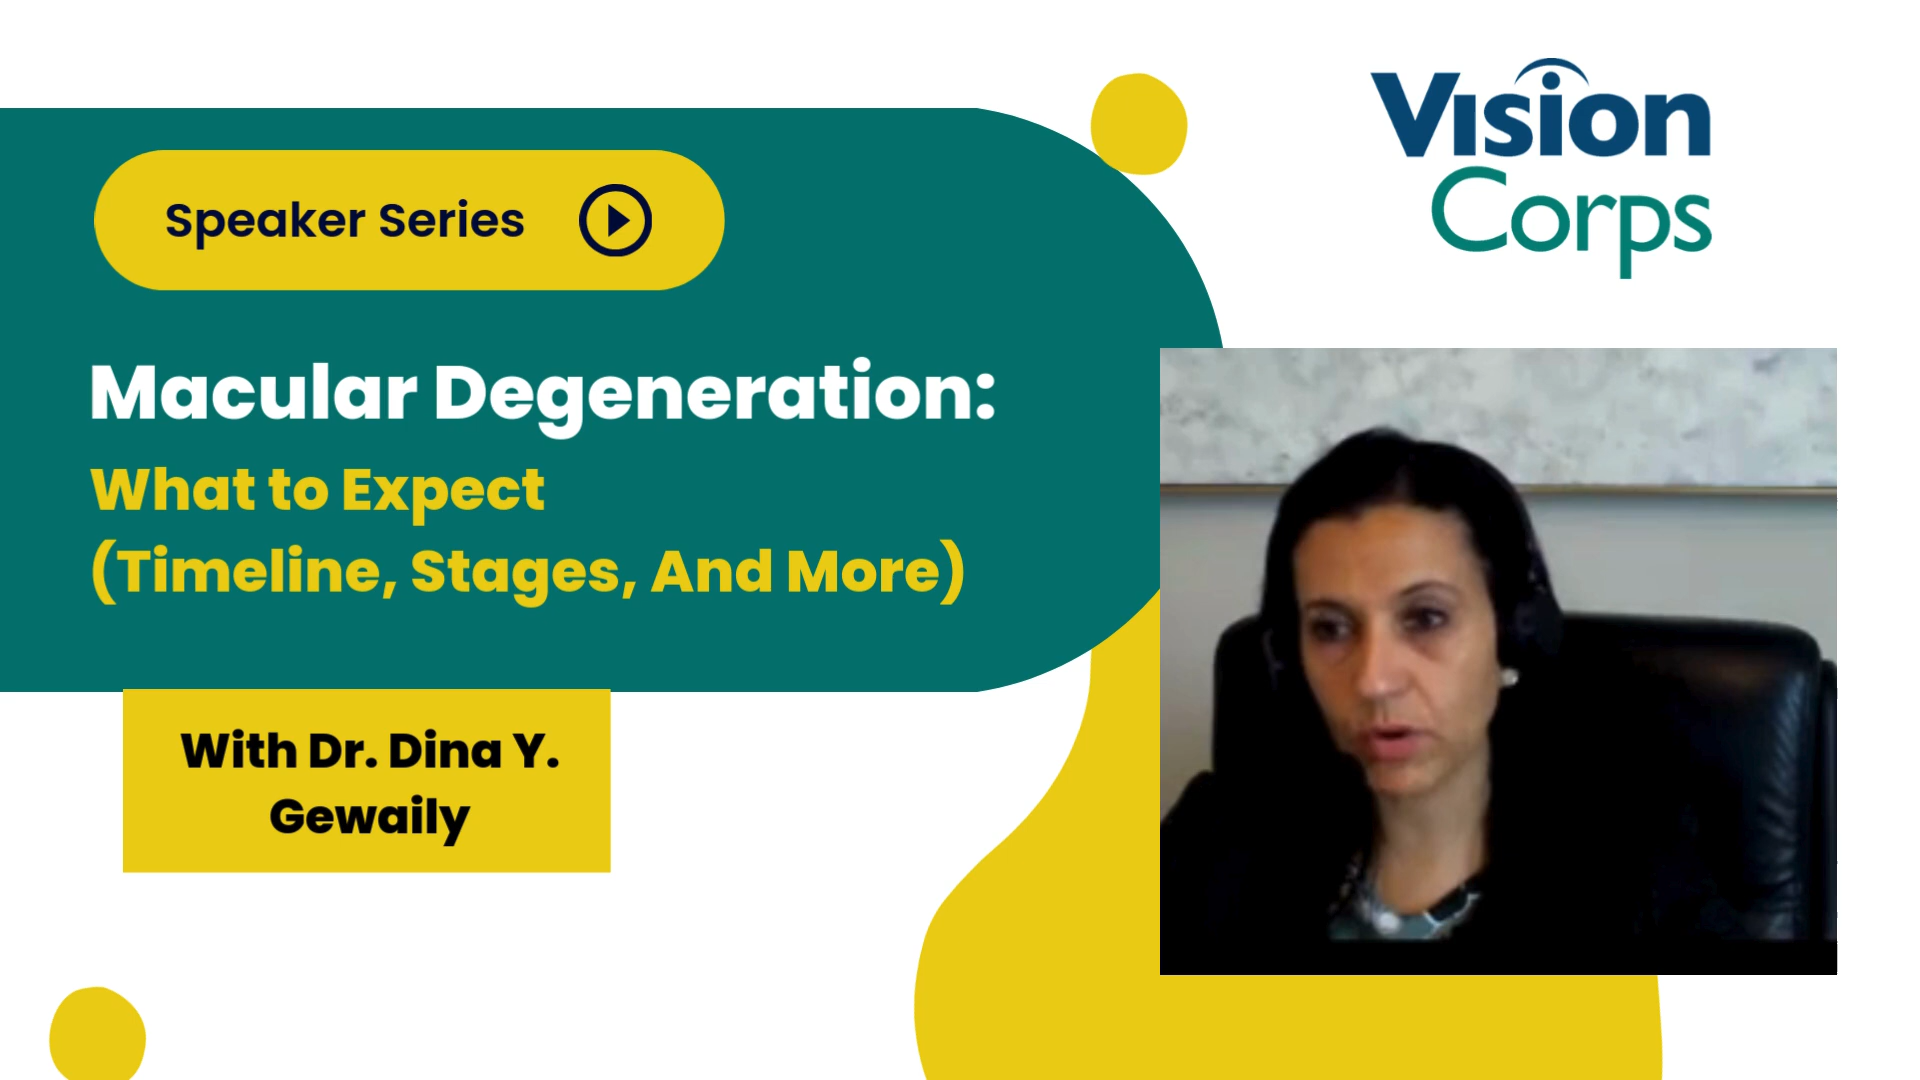 Vision
Corps
Speaker Series
Macular Degeneration:
What to Expect
(Timeline, Stages, And More)
With Dr. Dina Y.
Gewaily